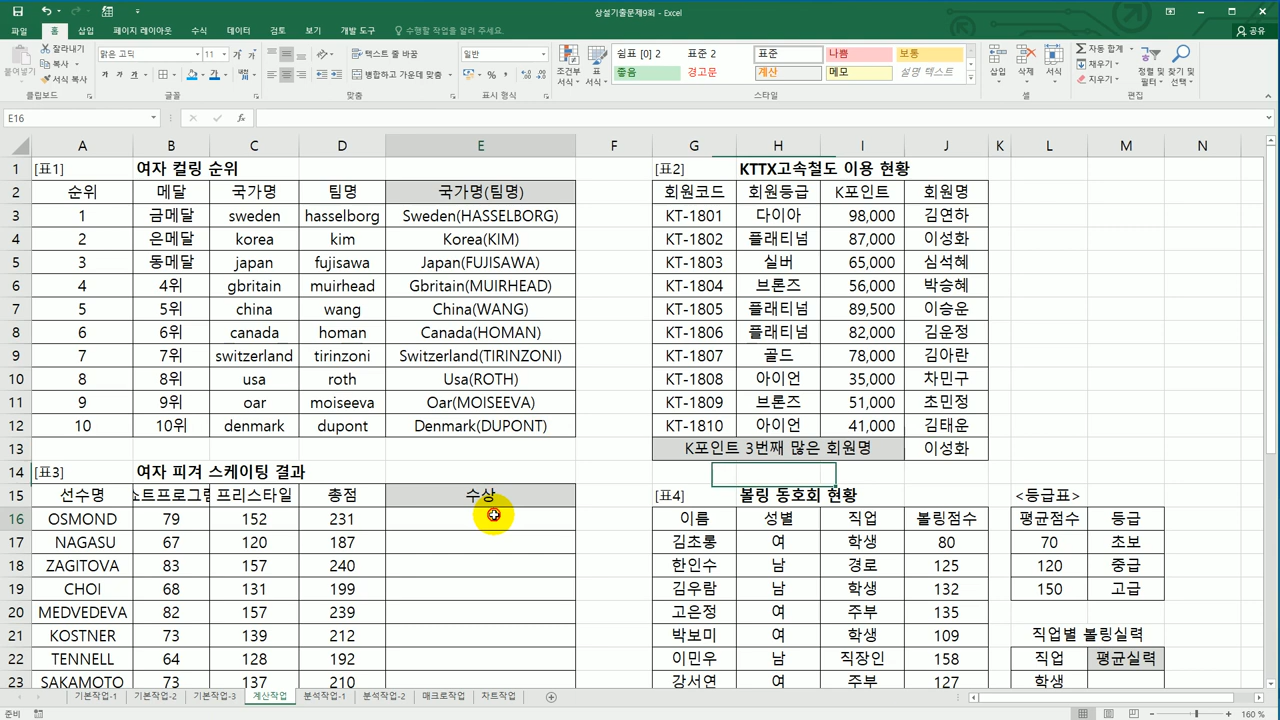 상설기출문제9회 - Excel
파일 홈 삽입 페이지 레이아웃 수식 데이터 검토 보기 개발 도구 수행할 작업을 알려 주세요. 공유
붙여넣기 잘라내기 복사 서식 복사 클립보드
맑은 고딕 11 가 가 가 가 가 글꼴
텍스트 줄 바꿈 병합하고 가운데 맞춤 맞춤
일반 % 표시 형식
조건부 서식 표 서식 쉼표 [0] 2 표준 2 표준 나쁨 보통
좋음 경고문 계산 메모 설명 텍스트 스타일
삽입 삭제 서식 셀
자동 합계 채우기 지우기 정렬 및 필터 찾기 및 선택 편집
E16 fx
A B C D E F G H I J K L M N
1 [표1] 여자 컬링 순위 [표2] KTTX고속철도 이용 현황
2 순위 메달 국가명 팀명 국가명(팀명) 회원코드 회원등급 K포인트 회원명
3 1 금메달 sweden hasselborg Sweden(HASSELBORG) KT-1801 다이아 98,000 김연하
4 2 은메달 korea kim Korea(KIM) KT-1802 플래티넘 87,000 이성화
5 3 동메달 japan fujisawa Japan(FUJISAWA) KT-1803 실버 65,000 심석혜
6 4 4위 gbritain muirhead Gbritain(MUIRHEAD) KT-1804 브론즈 56,000 박승혜
7 5 5위 china wang China(WANG) KT-1805 플래티넘 89,500 이승운
8 6 6위 canada homan Canada(HOMAN) KT-1806 플래티넘 82,000 김운정
9 7 7위 switzerland tirinzoni Switzerland(TIRINZONI) KT-1807 골드 78,000 김아란
10 8 8위 usa roth Usa(ROTH) KT-1808 아이언 35,000 차민구
11 9 9위 oar moiseeva Oar(MOISEEVA) KT-1809 브론즈 51,000 초민정
12 10 10위 denmark dupont Denmark(DUPONT) KT-1810 아이언 41,000 김태운
13 K포인트 3번째 많은 회원명 이성화
14 [표3] 여자 피겨 스케이팅 결과
15 선수명 쇼트프로그램 프리스타일 총점 수상 [표4] 볼링 동호회 현황 <등급표>
16 OSMOND 79 152 231 이름 성별 직업 볼링점수 평균점수 등급
17 NAGASU 67 120 187 김초롱 여 학생 80 70 초보
18 ZAGITOVA 83 157 240 한인수 남 경로 125 120 중급
19 CHOI 68 131 199 김우람 남 학생 132 150 고급
20 MEDVEDEVA 82 157 239 고은정 여 주부 135
21 KOSTNER 73 139 212 박보미 여 학생 109 직업별 볼링실력
22 TENNELL 64 128 192 이민우 남 직장인 158 직업 평균실력
23 SAKAMOTO 73 137 210 강서연 여 주부 127 학생
기본작업-1 기본작업-2 기본작업-3 계산작업 분석작업-1 분석작업-2 매크로작업 자트작업
준비 160 %